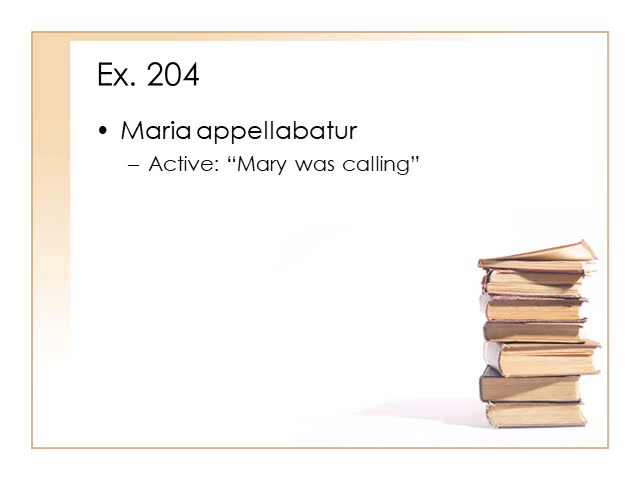 Ex. 204
• Maria appellabatur
– Active: “Mary was calling”